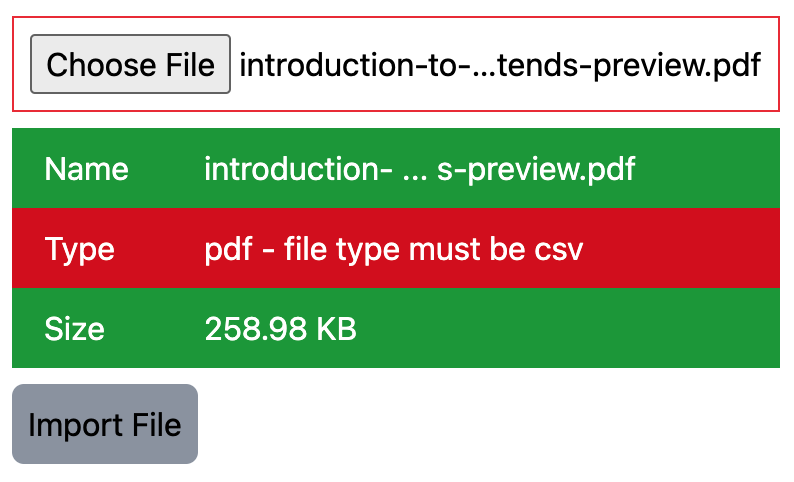 Choose File introduction-to-...tends-preview.pdf
Name introduction- ... s-preview.pdf
Type pdf - file type must be csv
Size 258.98 KB
Import File